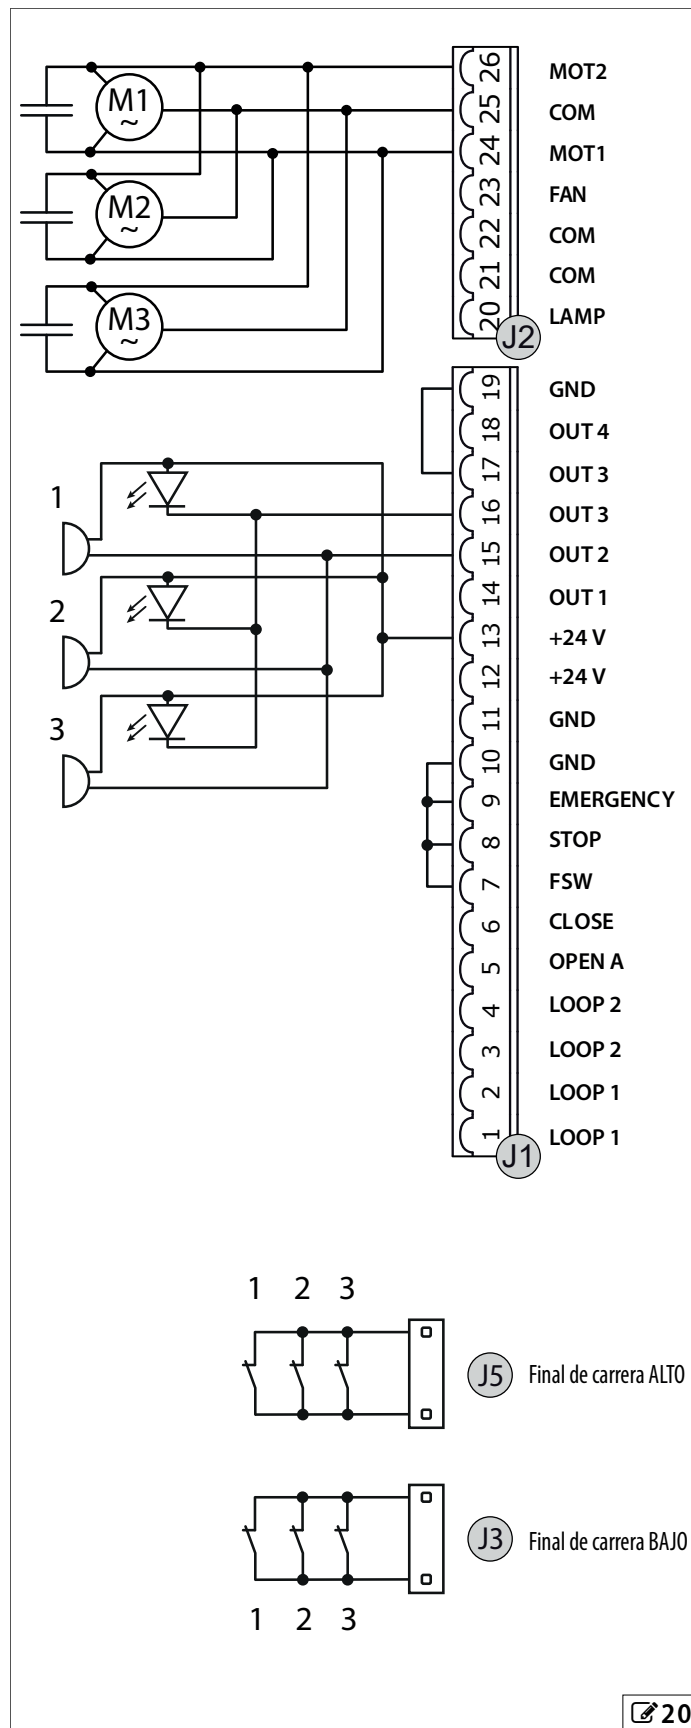 M1
~
M2
~
M3
~
26 MOT2
25 COM
24 MOT1
23 FAN
22 COM
21 COM
20 LAMP
J2
19 GND
18 OUT 4
17 OUT 3
16 OUT 3
15 OUT 2
14 OUT 1
13 +24 V
12 +24 V
11 GND
10 GND
9 EMERGENCY
8 STOP
7 FSW
6 CLOSE
5 OPEN A
4 LOOP 2
3 LOOP 2
2 LOOP 1
1 LOOP 1
J1
1
2
3
1 2 3
J5 Final de carrera ALTO
J3 Final de carrera BAJO
1 2 3
20